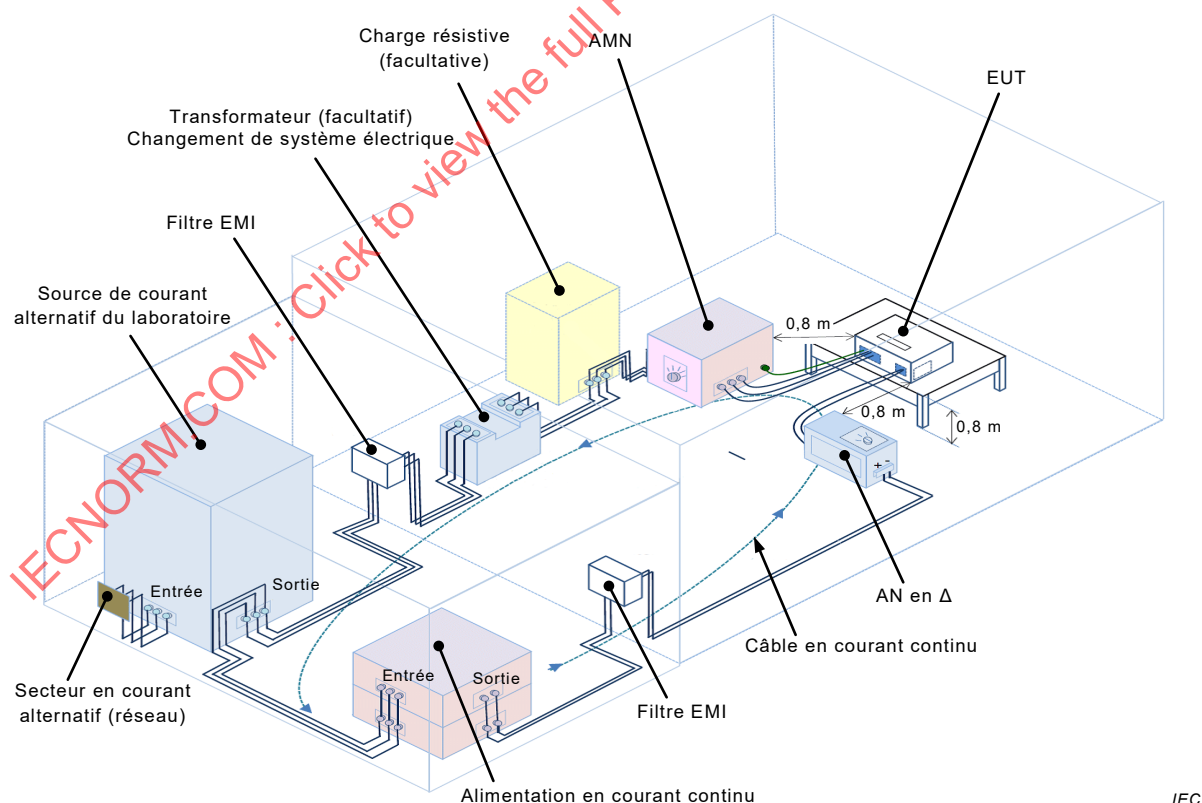 Charge résistive
(facultative)
AMN
EUT
Transformateur (facultatif)
Changement de système électrique
Filtre EMI
Source de courant
alternatif du laboratoire
0,8 m
0,8 m
0,8 m
+ -
Entrée
Sortie
AN en Δ
Câble en courant continu
Entrée
Sortie
Secteur en courant
alternatif (réseau)
Filtre EMI
Alimentation en courant continu
IEC
IECNORM.COM : Click to view the full